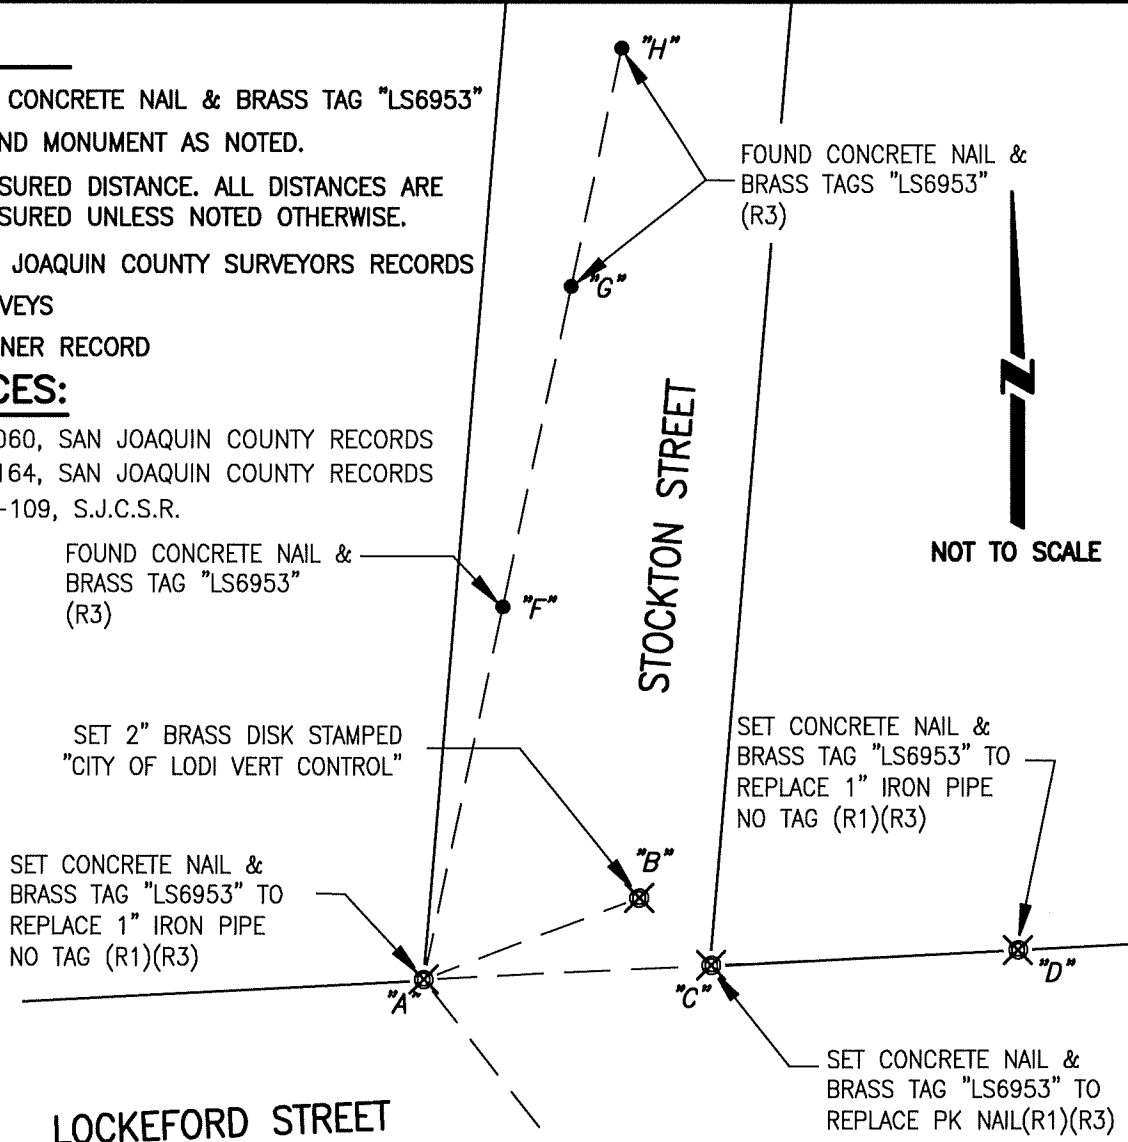 CONCRETE NAIL & BRASS TAG "LS6953"
ND MONUMENT AS NOTED.
SURED DISTANCE. ALL DISTANCES ARE
SURED UNLESS NOTED OTHERWISE.
JOAQUIN COUNTY SURVEYORS RECORDS
VEYS
NER RECORD
CES:
060, SAN JOAQUIN COUNTY RECORDS
164, SAN JOAQUIN COUNTY RECORDS
-109, S.J.C.S.R.
"H"
FOUND CONCRETE NAIL &
BRASS TAGS "LS6953"
(R3)
"G"
NOT TO SCALE
STOCKTON STREET
FOUND CONCRETE NAIL &
BRASS TAG "LS6953"
(R3)
"F"
SET 2" BRASS DISK STAMPED
"CITY OF LODI VERT CONTROL"
"B"
SET CONCRETE NAIL &
BRASS TAG "LS6953" TO
REPLACE 1" IRON PIPE
NO TAG (R1)(R3)
"D"
SET CONCRETE NAIL &
BRASS TAG "LS6953" TO
REPLACE 1" IRON PIPE
NO TAG (R1)(R3)
"A"
"C"
SET CONCRETE NAIL &
BRASS TAG "LS6953" TO
REPLACE PK NAIL(R1)(R3)
LOCKEFORD STREET